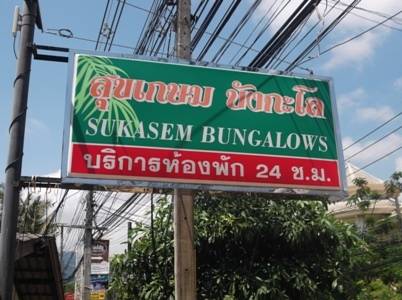 สุขเกษม บังกะโล
SUKASEM BUNGALOWS
บริการห้องพัก 24 ช.ม.